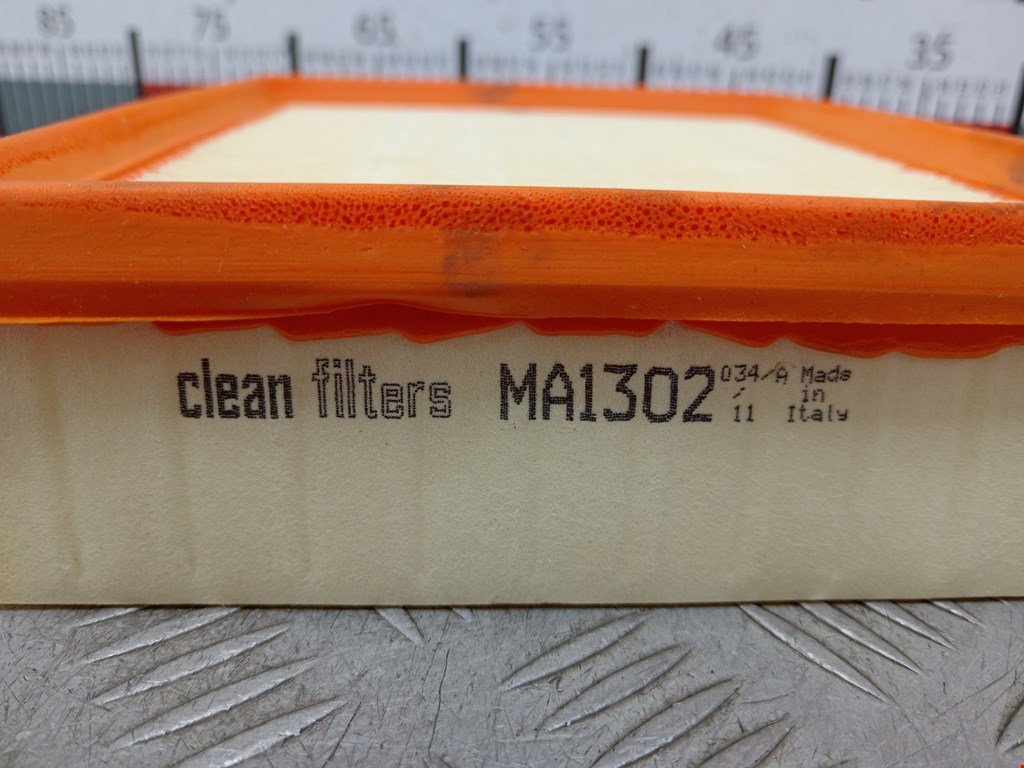 85 75 65 55 45 35
clean filters MA1302 034/A Made
/ in
11 Italy